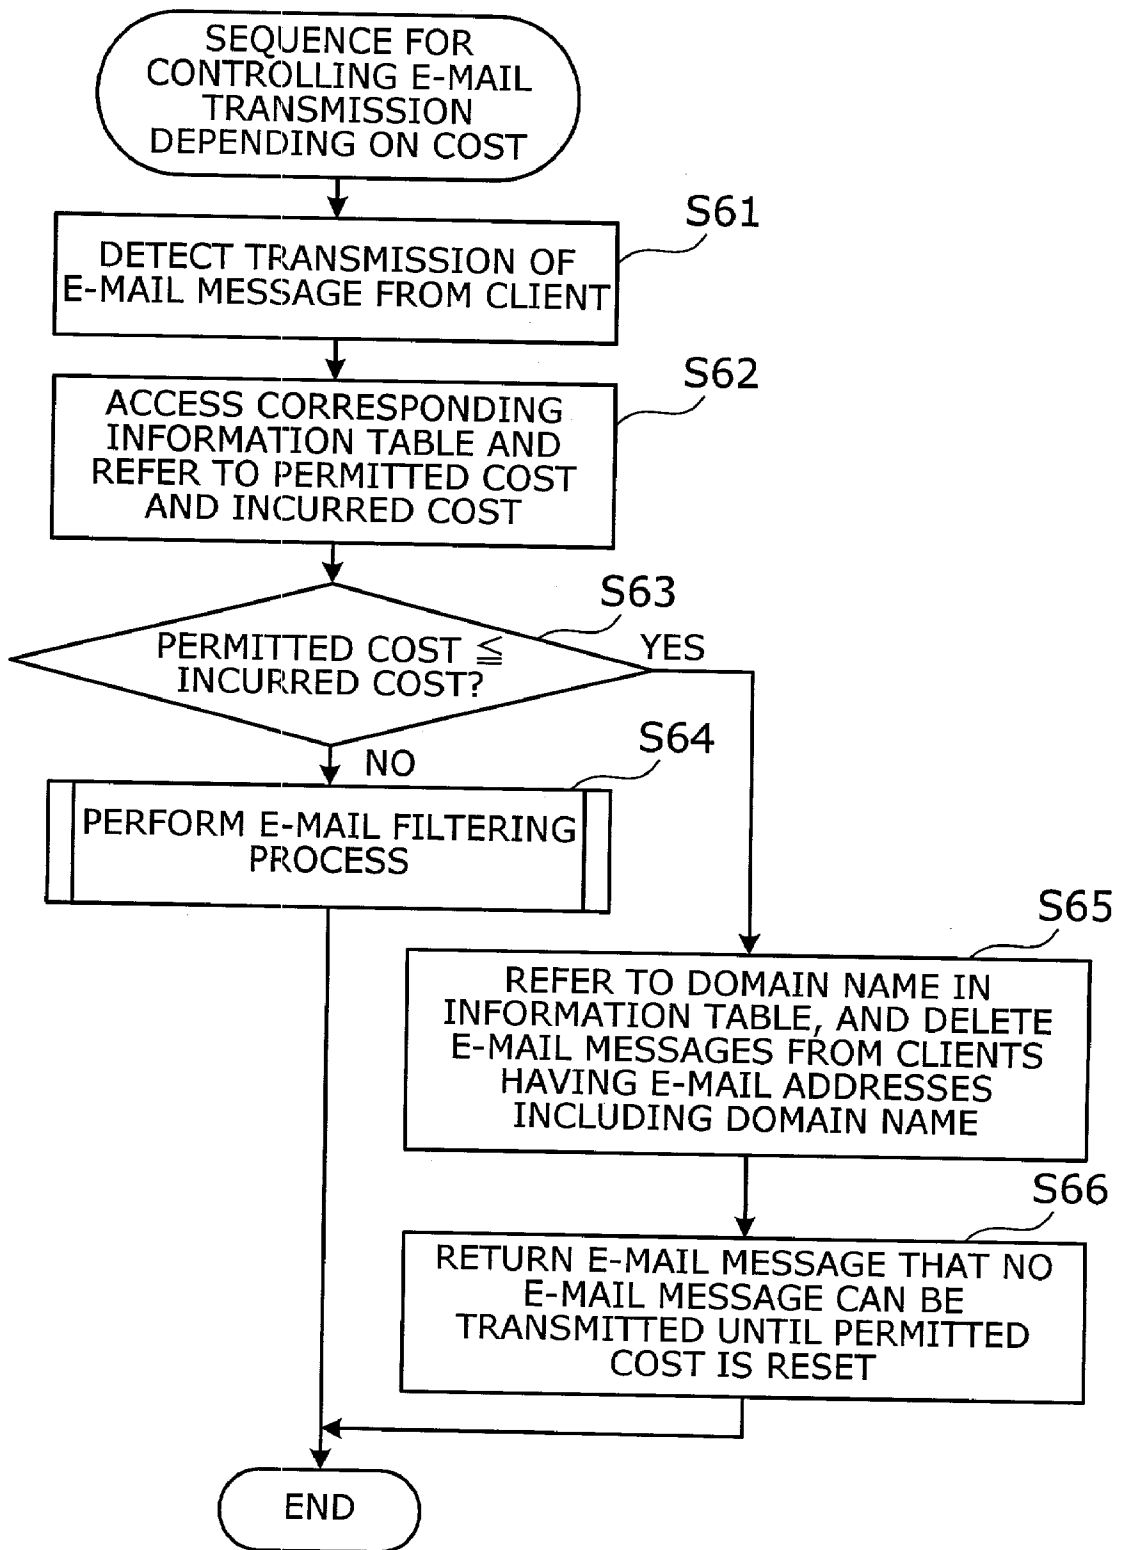 SEQUENCE FOR
CONTROLLING E-MAIL
TRANSMISSION
DEPENDING ON COST
S61
DETECT TRANSMISSION OF
E-MAIL MESSAGE FROM CLIENT
S62
ACCESS CORRESPONDING
INFORMATION TABLE AND
REFER TO PERMITTED COST
AND INCURRED COST
S63
PERMITTED COST ≦
INCURRED COST?
YES
NO
S64
PERFORM E-MAIL FILTERING
PROCESS
S65
REFER TO DOMAIN NAME IN
INFORMATION TABLE, AND DELETE
E-MAIL MESSAGES FROM CLIENTS
HAVING E-MAIL ADDRESSES
INCLUDING DOMAIN NAME
S66
RETURN E-MAIL MESSAGE THAT NO
E-MAIL MESSAGE CAN BE
TRANSMITTED UNTIL PERMITTED
COST IS RESET
END